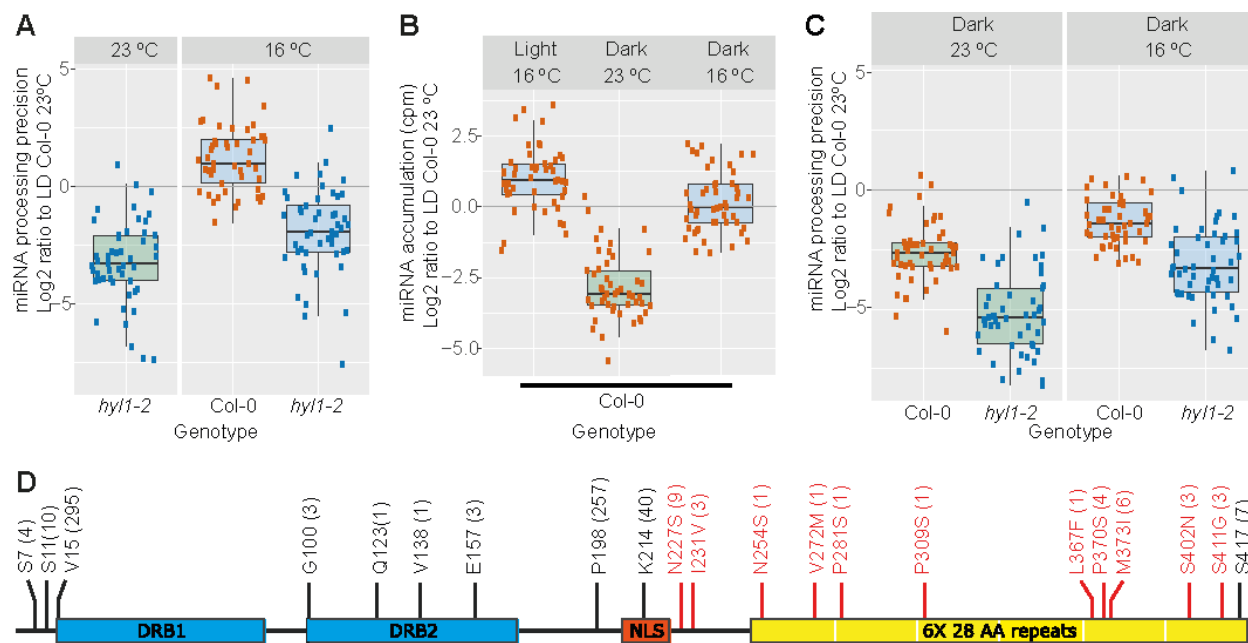 A
23 ºC
16 ºC
miRNA processing precision
Log2 ratio to LD Col-0 23ºC
5
0
−5
hyl1-2
Col-0
hyl1-2
Genotype
B
Light
16 ºC
Dark
23 ºC
Dark
16 ºC
miRNA accumulation (cpm)
Log2 ratio to LD Col-0 23 ºC
2.5
0.0
−2.5
−5.0
Col-0
Genotype
C
Dark
23 ºC
Dark
16 ºC
miRNA processing precision
Log2 ratio to LD Col-0 23 ºC
5
0
−5
Col-0
hyl1-2
Col-0
hyl1-2
Genotype
D
S7 (4)
S11(10)
V15 (295)
G100 (3)
Q123(1)
V138 (1)
E157 (3)
P198 (257)
K214 (40)
N227S (9)
I231V (3)
N254S (1)
V272M (1)
P281S (1)
P309S (1)
L367F (1)
P370S (4)
M373I (6)
S402N (3)
S411G (3)
S417 (7)
DRB1
DRB2
NLS
6X 28 AA repeats